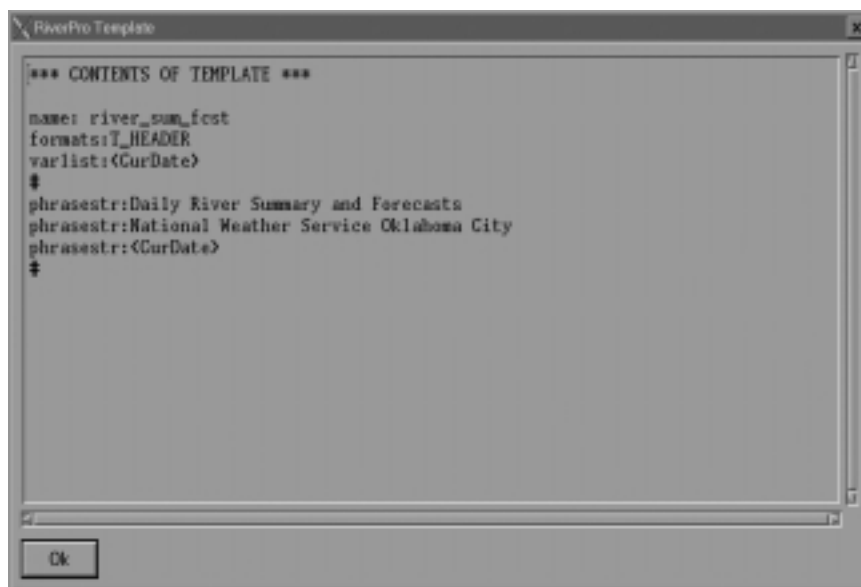 RiverPro Template
*** CONTENTS OF TEMPLATE ***
name: river_sum_fcst
formats:T_HEADER
varlist:<CurDate>
#
phrasestr:Daily River Summary and Forecasts
phrasestr:National Weather Service Oklahoma City
phrasestr:<CurDate>
#
Ok